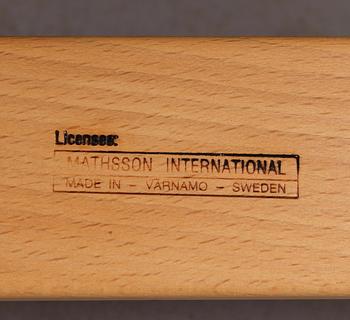 Licensee:
MATHSSON INTERNATIONAL
MADE IN – VÄRNAMO – SWEDEN